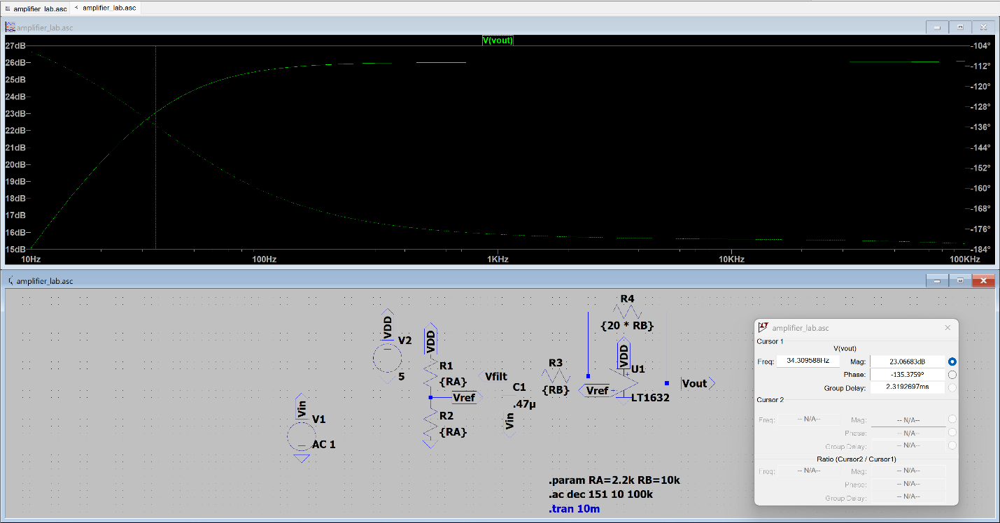 amplifier_lab.asc amplifier_lab.asc
amplifier_lab.asc
V(vout)
27dB -104°
26dB -112°
25dB -120°
24dB -128°
23dB -136°
22dB -144°
21dB -152°
20dB -160°
19dB -168°
18dB -176°
17dB -184°
16dB
15dB
10Hz 100Hz 1KHz 10KHz 100KHz
amplifier_lab.asc
VDD
V2
5
Vin
V1
AC 1
VDD
R1
{RA}
Vref
R2
{RA}
Vfilt
C1
.47µ
Vin
R3
{RB}
R4
{20 * RB}
VDD
U1
Vref
LT1632
Vout
.param RA=2.2k RB=10k
.ac dec 151 10 100k
.tran 10m
amplifier_lab.asc
Cursor 1
V(vout)
Freq: 34.309588Hz Mag: 23.06683dB
Phase: -135.3759°
Group Delay: 2.3192697ms
Cursor 2
Freq: -- N/A-- Mag: -- N/A--
Phase: -- N/A--
Group Delay: -- N/A--
Ratio (Cursor2 / Cursor1)
Freq: -- N/A-- Mag: -- N/A--
Phase: -- N/A--
Group Delay: -- N/A--